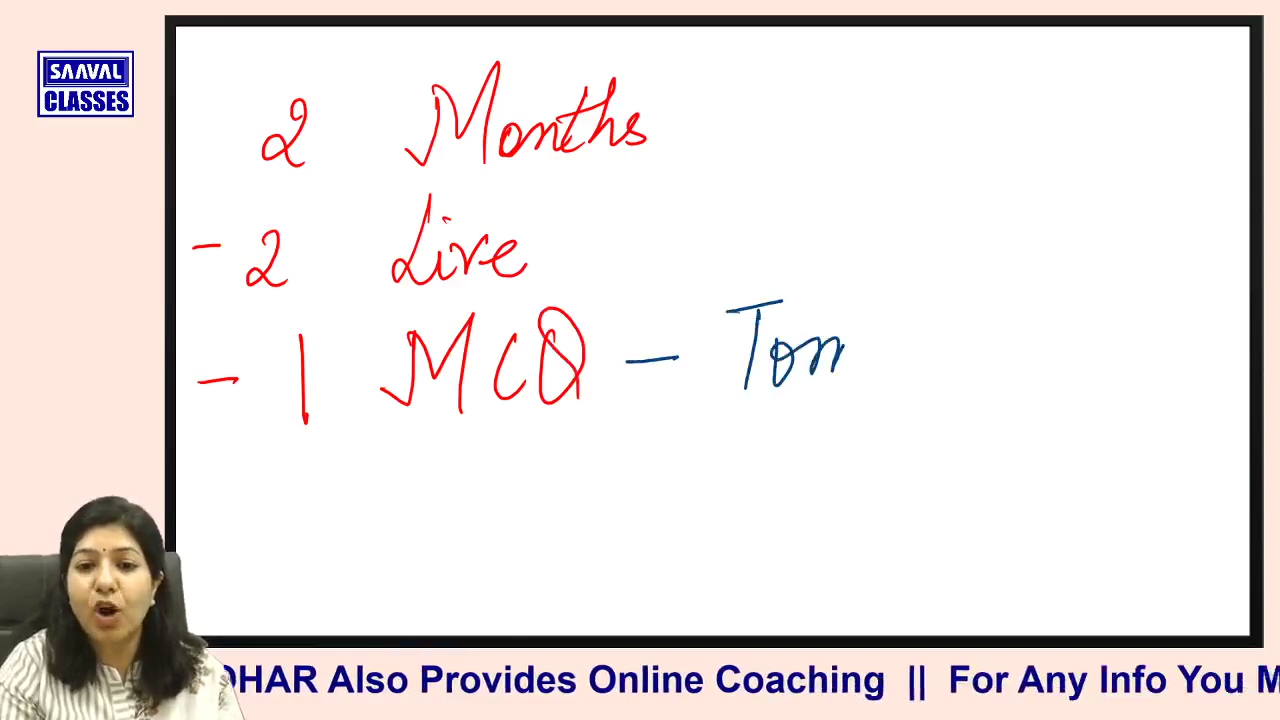 SAAVAL
CLASSES
2 Months
- 2 Live
- 1 MCQ - Tom
DHAR Also Provides Online Coaching || For Any Info You M